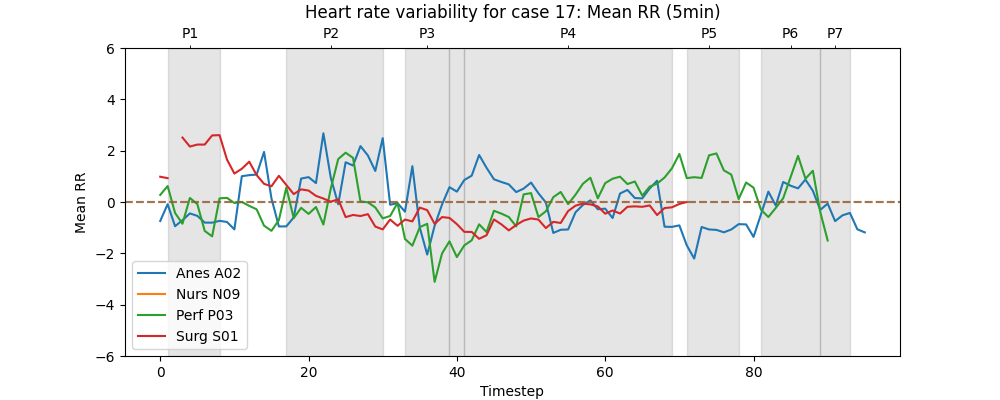 Heart rate variability for case 17: Mean RR (5min)
P1 P2 P3 P4 P5 P6 P7
6
4
2
0
−2
−4
−6
Mean RR
Anes A02
Nurs N09
Perf P03
Surg S01
0 20 40 60 80
Timestep